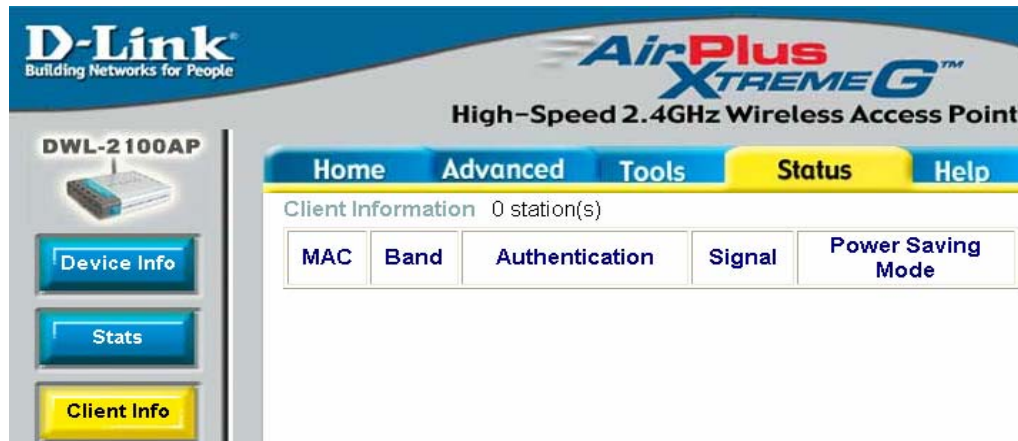 D-Link
Building Networks for People
AirPlus
XTREME G™
High-Speed 2.4GHz Wireless Access Point
DWL-2100AP
Home Advanced Tools Status Help
Client Information 0 station(s)
MAC Band Authentication Signal Power Saving Mode
Device Info
Stats
Client Info